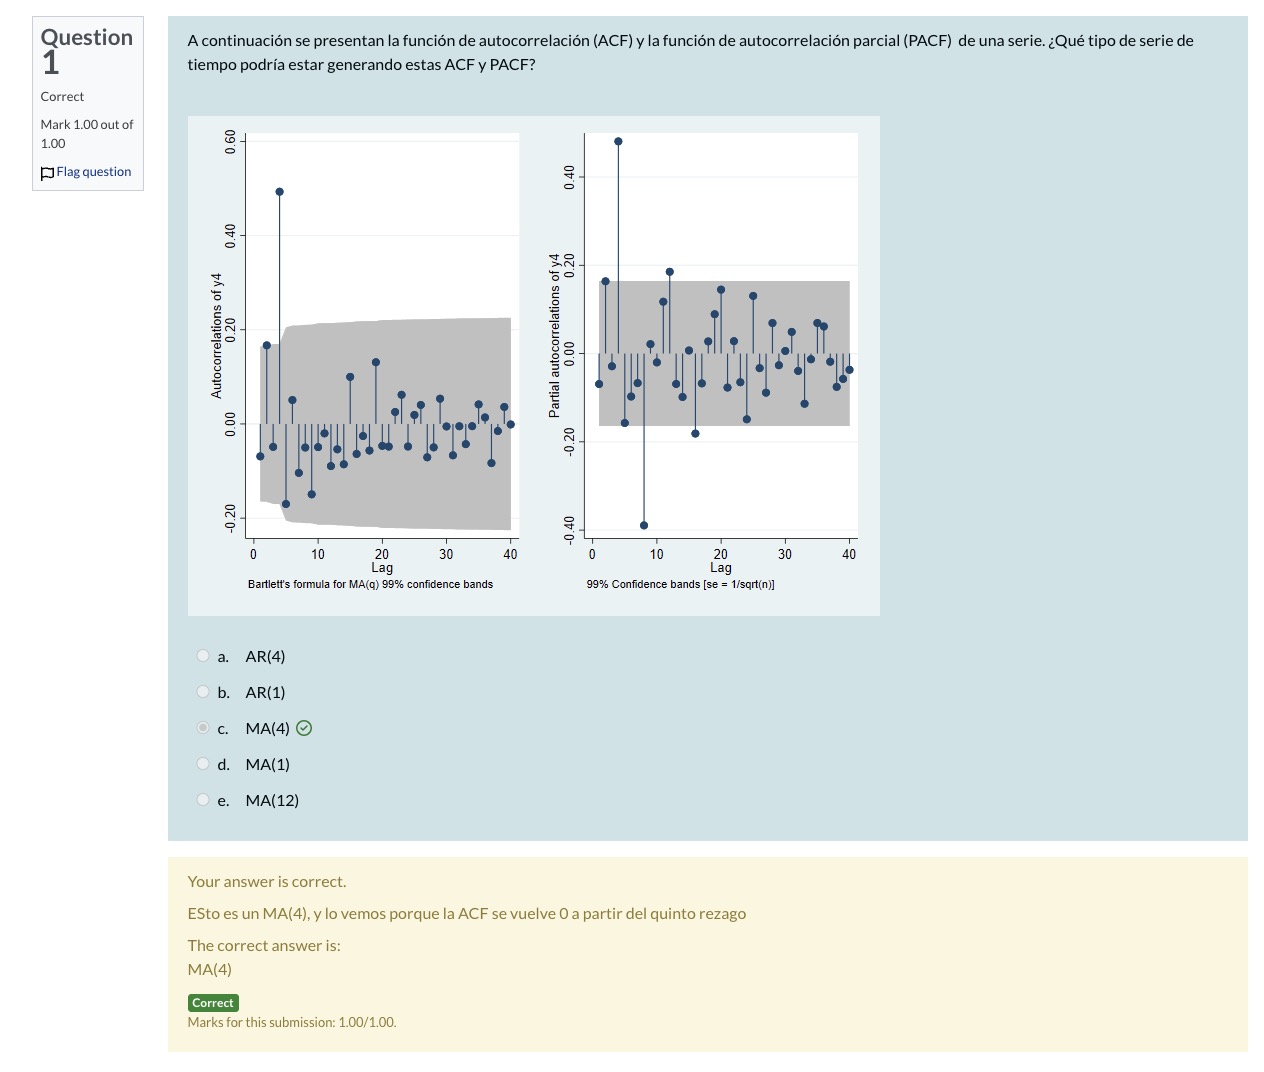 Question
1
Correct
Mark 1.00 out of
1.00
Flag question
A continuación se presentan la función de autocorrelación (ACF) y la función de autocorrelación parcial (PACF) de una serie. ¿Qué tipo de serie de
tiempo podría estar generando estas ACF y PACF?
Autocorrelations of y4
0.60
0.40
0.20
0.00
-0.20
0 10 20 30 40
Lag
Bartlett's formula for MA(q) 99% confidence bands
Partial autocorrelations of y4
0.40
0.20
0.00
-0.20
-0.40
0 10 20 30 40
Lag
99% Confidence bands [se = 1/sqrt(n)]
a. AR(4)
b. AR(1)
c. MA(4)
d. MA(1)
e. MA(12)
Your answer is correct.
ESto es un MA(4), y lo vemos porque la ACF se vuelve 0 a partir del quinto rezago
The correct answer is:
MA(4)
Correct
Marks for this submission: 1.00/1.00.